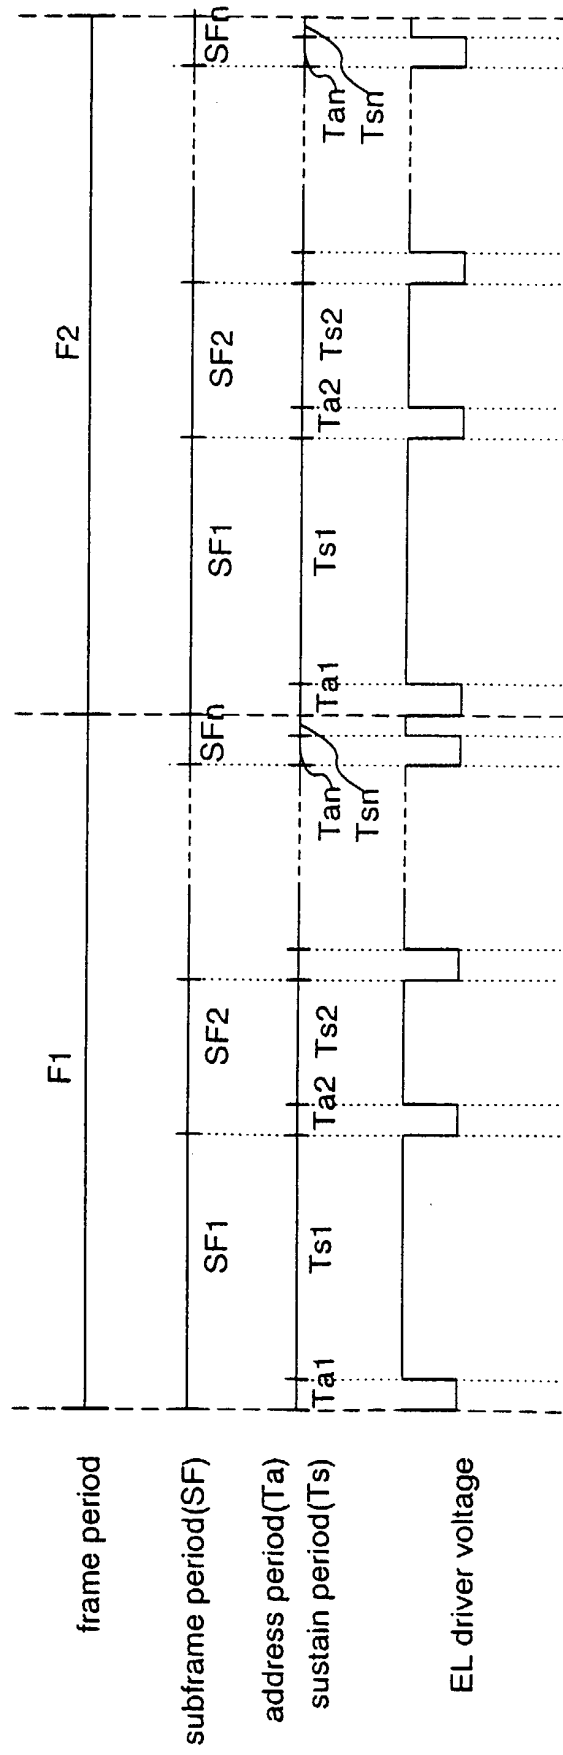 frame period
F1
F2
subframe period(SF)
SF1
SF2
SFn
SF1
SF2
SFn
address period(Ta)
sustain period(Ts)
Ta1
Ts1
Ta2
Ts2
Tan
Tsn
Ta1
Ts1
Ta2
Ts2
Tan
Tsn
EL driver voltage